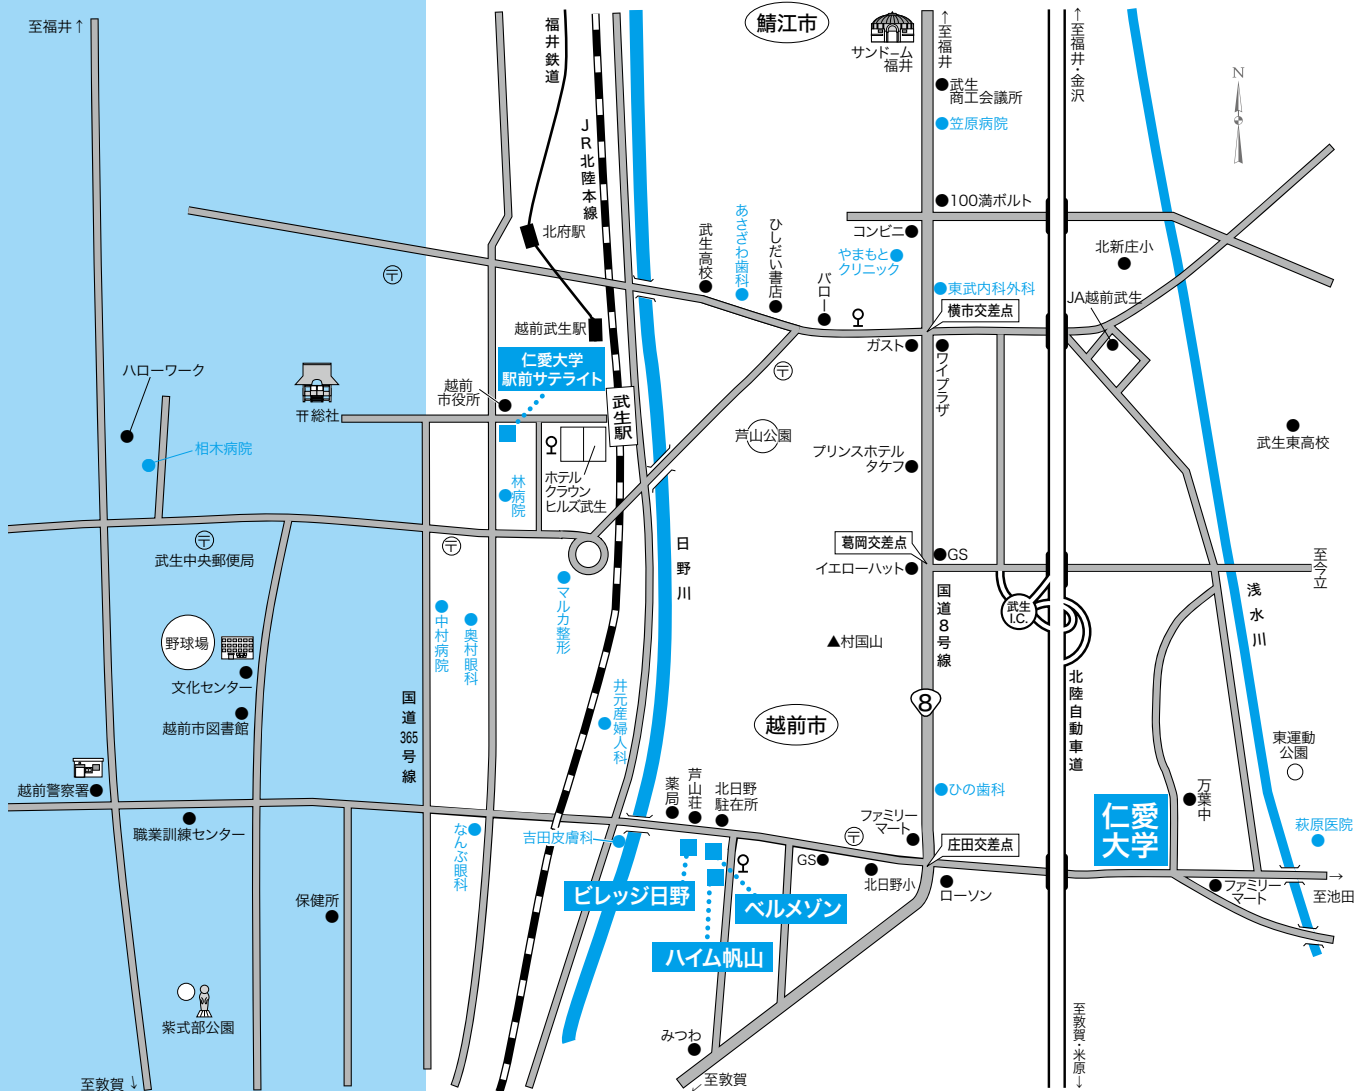 至福井↑
福井鉄道
JR北陸本線
鯖江市
サンドーム
福井
↑至福井
↑至福井・金沢
武生
商工会議所
笠原病院
N
100満ボルト
コンビニ
やまもと
クリニック
北新庄小
東武内科外科
JA越前武生
横市交差点
北府駅
武生高校
あさざわ歯科
ひしだい書店
バロー
〒
越前武生駅
ガスト
ワイプラザ
〒
仁愛大学
駅前サテライト
ハローワーク
越前
市役所
武生駅
〒総社
芦山公園
武生東高校
相木病院
プリンスホテル
タケフ
林病院
ホテル
クラウン
ヒルズ武生
〒
武生中央郵便局
〒
日野川
葛岡交差点
GS
イエローハット
至今立
マルカ整形
中村病院
奥村眼科
武生
I.C.
国道8号線
浅水川
野球場
▲村国山
文化センター
越前市図書館
国道365号線
井元産婦人科
越前市
8
北陸自動車道
東運動
公園
越前警察署
職業訓練センター
薬局
芦山荘
北日野
駐在所
ひの歯科
万葉中
仁愛
大学
萩原医院
なんぶ眼科
吉田皮膚科
ファミリー
マート
〒
庄田交差点
GS
北日野小
ローソン
ファミリー
マート
→
至池田
ビレッジ日野
ベルメゾン
ハイム帆山
保健所
紫式部公園
みつわ
至敦賀↓
至敦賀
↙
至敦賀・米原↓